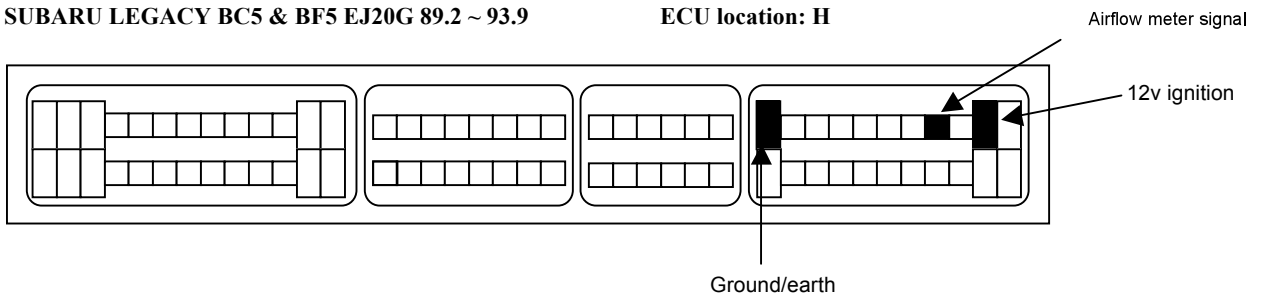 SUBARU LEGACY BC5 & BF5 EJ20G 89.2 ~ 93.9 ECU location: H
Airflow meter signal
12v ignition
Ground/earth